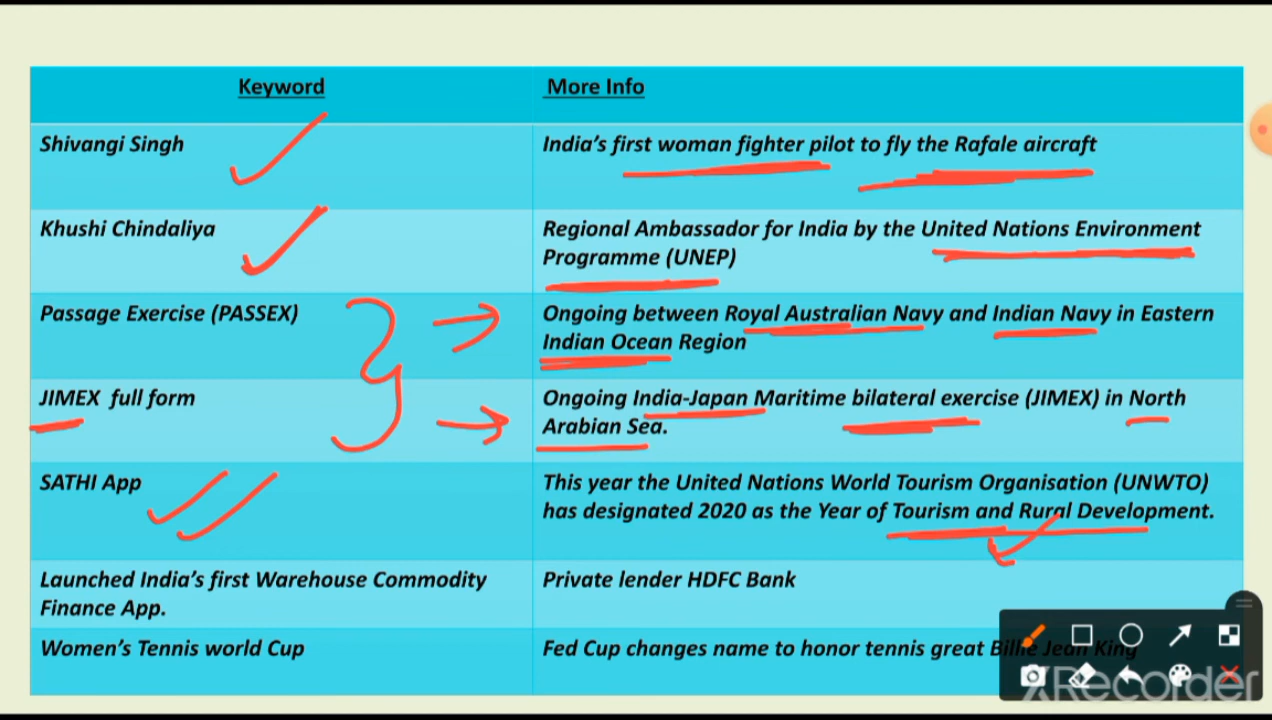 Keyword
More Info
Shivangi Singh
India's first woman fighter pilot to fly the Rafale aircraft
Khushi Chindaliya
Regional Ambassador for India by the United Nations Environment
Programme (UNEP)
Passage Exercise (PASSEX)
Ongoing between Royal Australian Navy and Indian Navy in Eastern
Indian Ocean Region
JIMEX full form
Ongoing India-Japan Maritime bilateral exercise (JIMEX) in North
Arabian Sea.
SATHI App
This year the United Nations World Tourism Organisation (UNWTO)
has designated 2020 as the Year of Tourism and Rural Development.
Launched India's first Warehouse Commodity
Finance App.
Private lender HDFC Bank
Women's Tennis world Cup
Fed Cup changes name to honor tennis great Billie Jean King
XRecorder